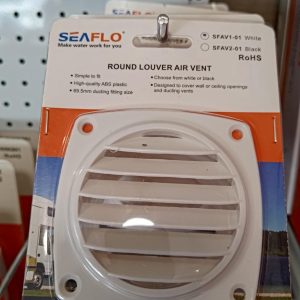 SEAFLO®
Make water work for you
SFAV1-01 White
SFAV2-01 Black
RoHS
ROUND LOUVER AIR VENT
• Simple to fit
• High-quality ABS plastic
• 89.5mm ducting fitting size
• Choose from white or black
• Designed to cover wall or ceiling openings
and ducting vents